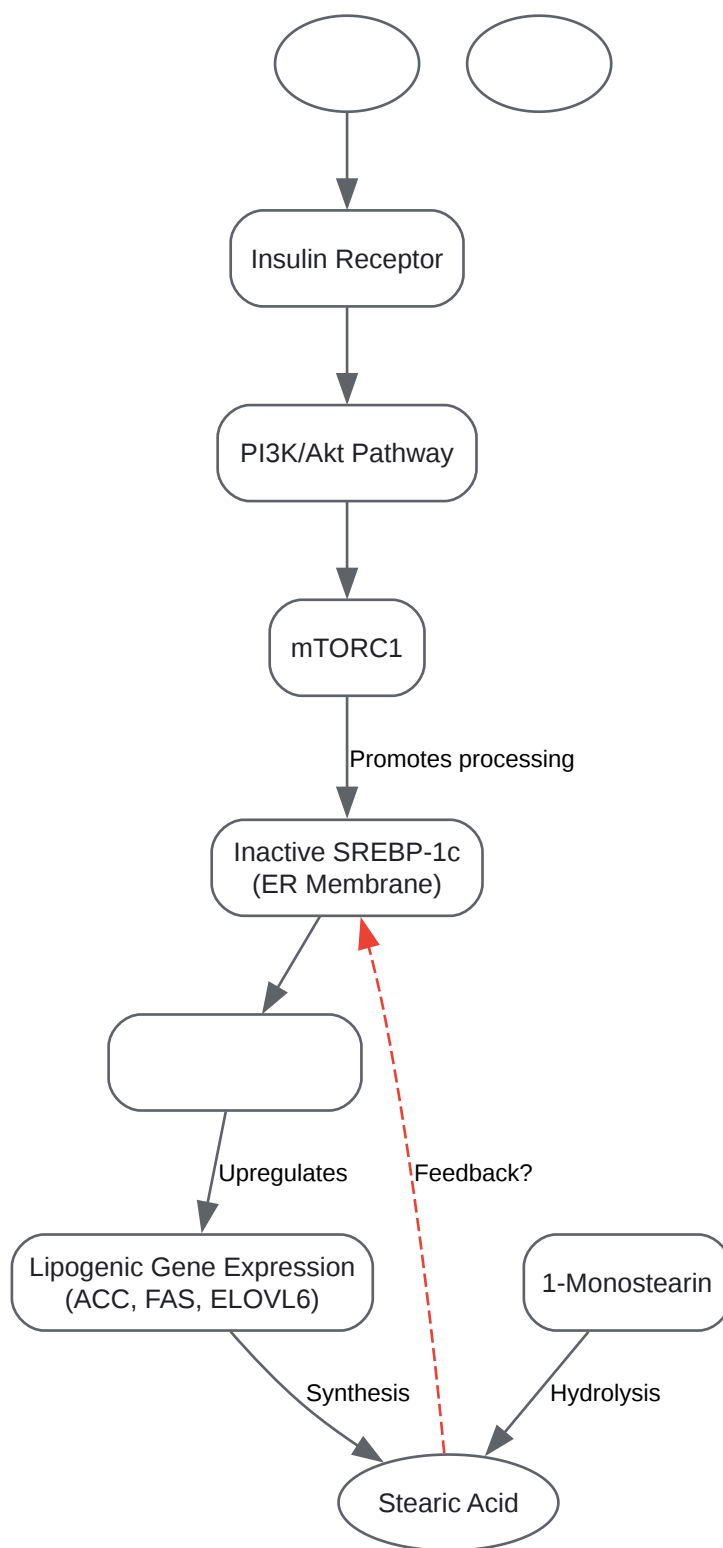 Insulin Receptor
PI3K/Akt Pathway
mTORC1
Promotes processing
Inactive SREBP-1c
(ER Membrane)
Upregulates
Feedback?
Lipogenic Gene Expression
(ACC, FAS, ELOVL6)
1-Monostearin
Synthesis
Hydrolysis
Stearic Acid